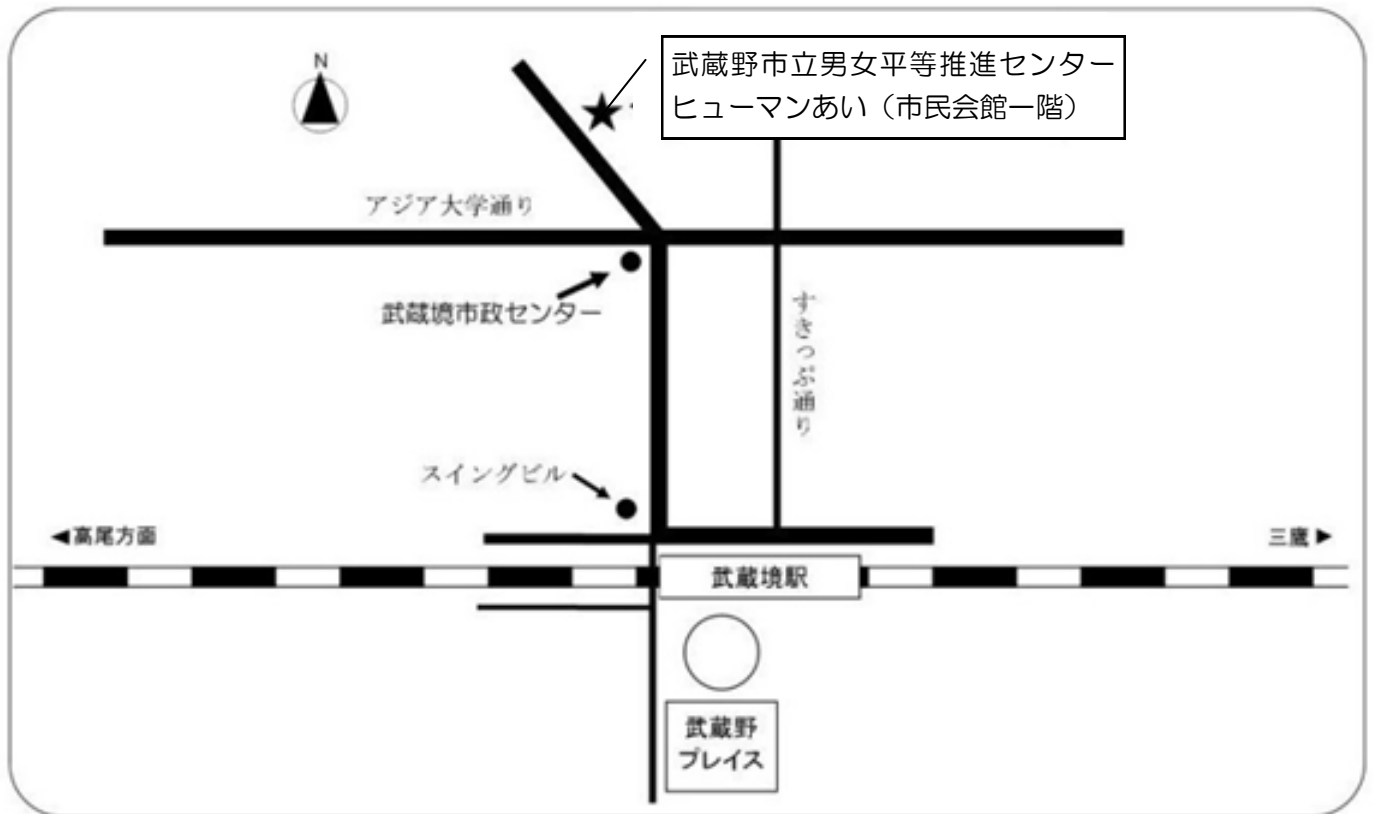 N
武蔵野市立男女平等推進センター
ヒューマンあい（市民会館一階）
アジア大学通り
武蔵境市政センター
すきっぷ通り
スイングビル
◀高尾方面
三鷹▶
武蔵境駅
武蔵野
プレイス